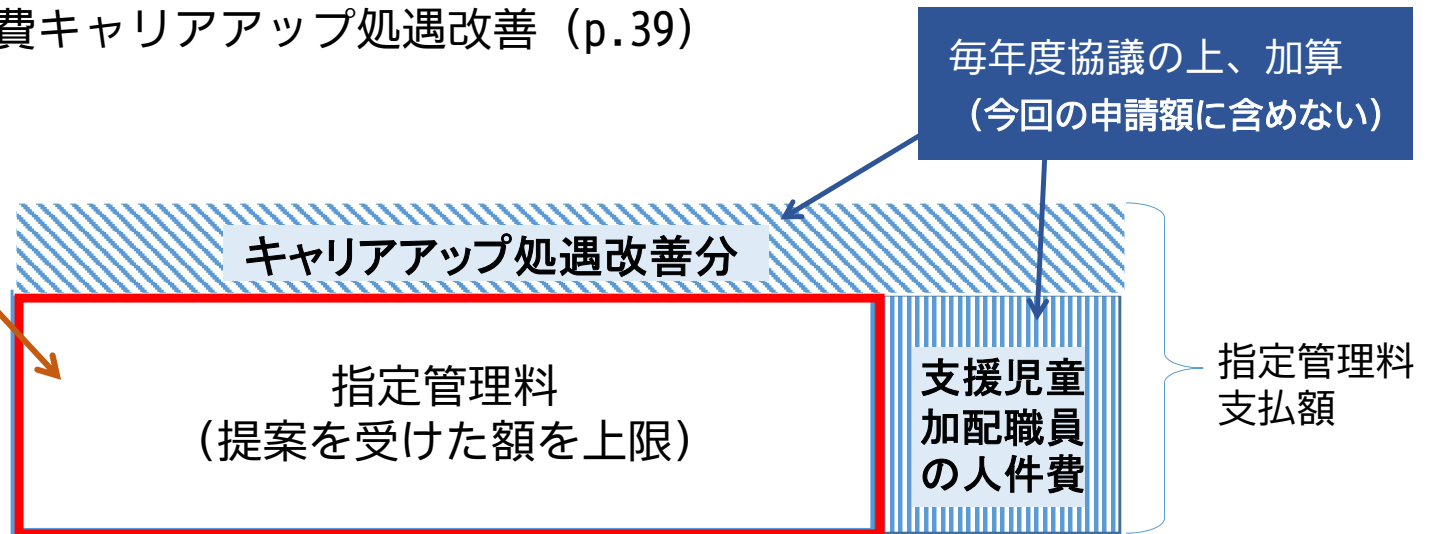 費キャリアアップ処遇改善（p.39）
毎年度協議の上、加算
（今回の申請額に含めない）
キャリアアップ処遇改善分
指定管理料
（提案を受けた額を上限）
支援児童
加配職員
の人件費
指定管理料
支払額